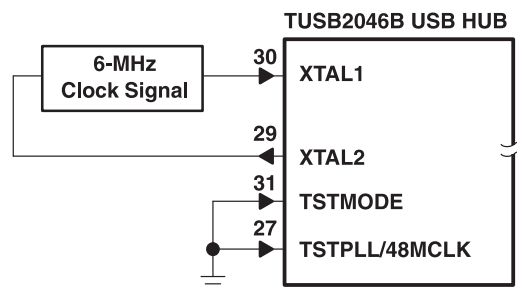 TUSB2046B USB HUB
6-MHz
Clock Signal
30
XTAL1
29
XTAL2
31
TSTMODE
27
TSTPLL/48MCLK